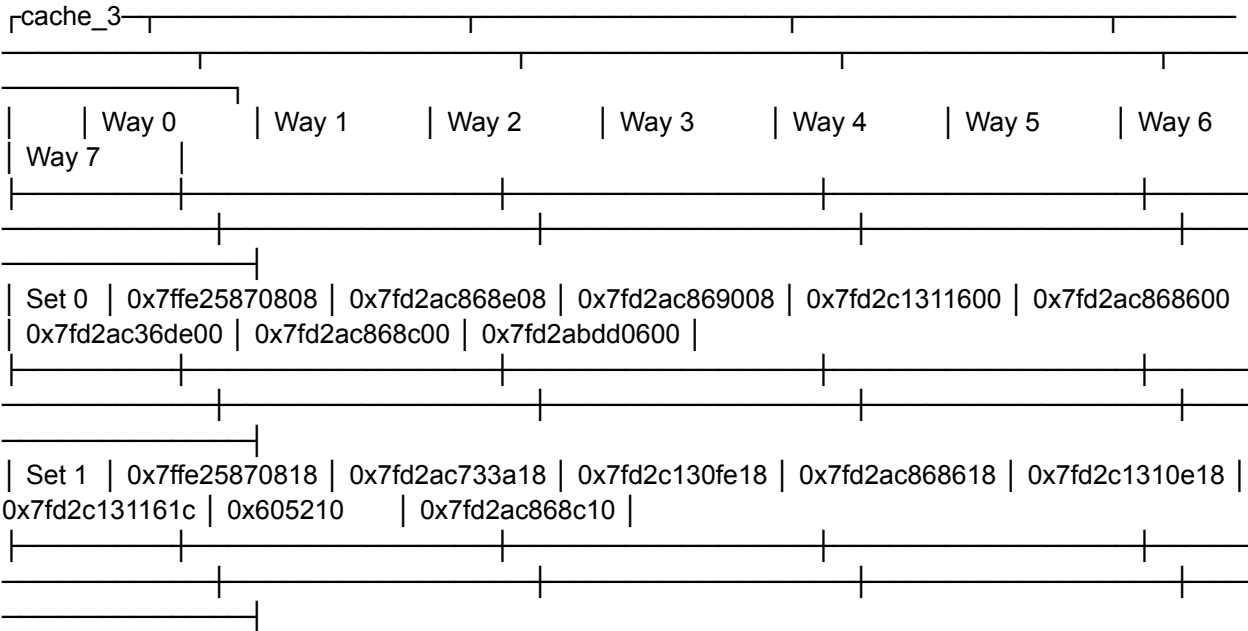 cache_3
│ │ Way 0 │ Way 1 │ Way 2 │ Way 3 │ Way 4 │ Way 5 │ Way 6
│ Way 7 │
│ Set 0 │ 0x7ffe25870808 │ 0x7fd2ac868e08 │ 0x7fd2ac869008 │ 0x7fd2c1311600 │ 0x7fd2ac868600
│ 0x7fd2ac36de00 │ 0x7fd2ac868c00 │ 0x7fd2abdd0600 │
│ Set 1 │ 0x7ffe25870818 │ 0x7fd2ac733a18 │ 0x7fd2c130fe18 │ 0x7fd2ac868618 │ 0x7fd2c1310e18 │
0x7fd2c131161c │ 0x605210 │ 0x7fd2ac868c10 │